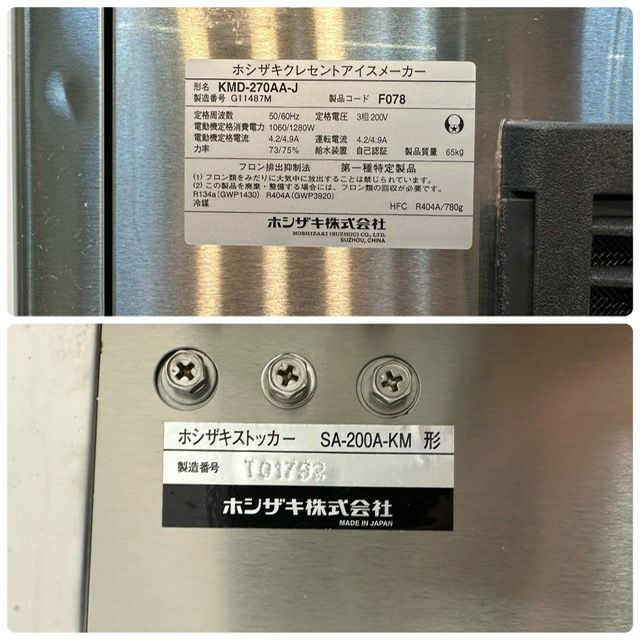 ホシザキクレセントアイスメーカー
形名 KMD-270AA-J
製造番号 G11487M 製品コード F078
定格周波数 50/60Hz 定格電圧 3相 200V
電動機定格消費電力 1060/1280W
電動機定格電流 4.2/4.9A 運転電流 4.2/4.9A
力率 73/75% 給水装置 自己認証 製品質量 65kg
フロン排出抑制法 第一種特定製品
(1) フロン類をみだりに大気中に放出することは禁じられています。
(2) この製品を廃棄・整備する場合には、フロン類の回収が必要です。
R134a(GWP1430) R404A(GWP3920)
冷媒 HFC R404A/780g
ホシザキ株式会社
HOSHIZAKI (SUZHOU) CO., LTD.
SUZHOU, CHINA
ホシザキストッカー SA-200A-KM 形
製造番号 T01792
ホシザキ株式会社
MADE IN JAPAN